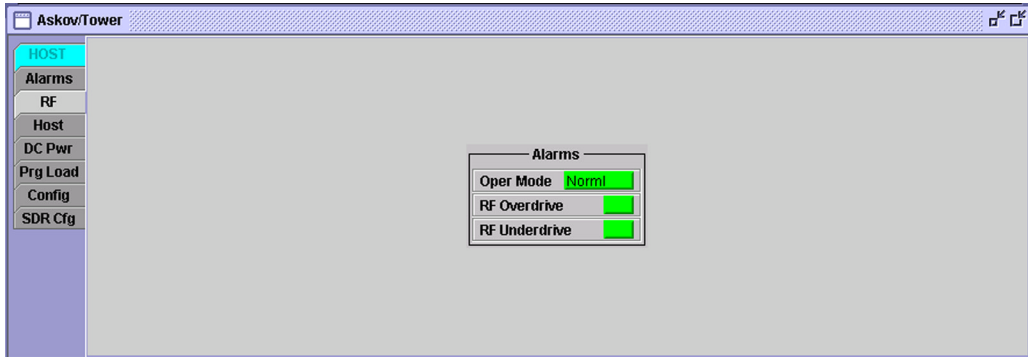 Askov/Tower
HOST
Alarms
RF
Host
DC Pwr
Prg Load
Config
SDR Cfg
Alarms
Oper Mode Norml
RF Overdrive
RF Underdrive